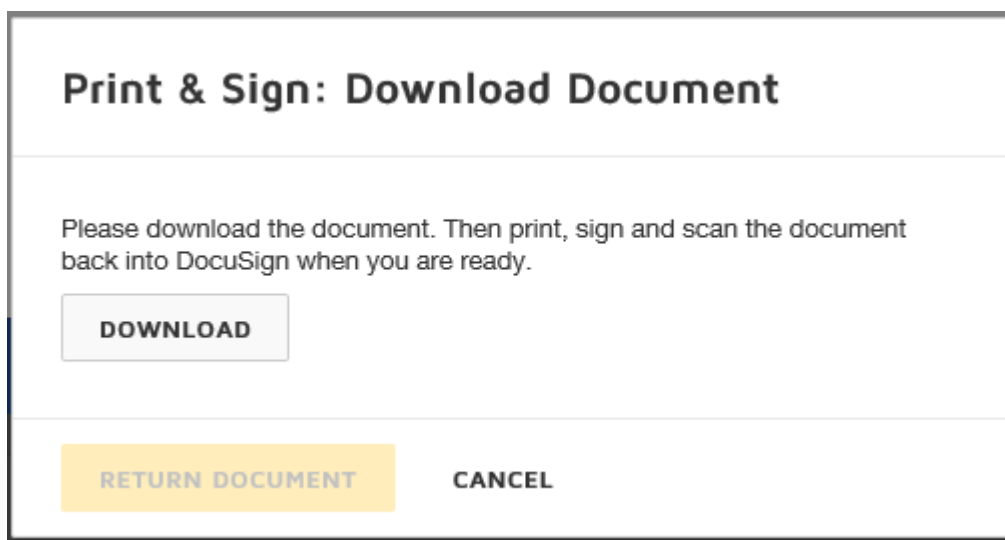 Print & Sign: Download Document
Please download the document. Then print, sign and scan the document
back into DocuSign when you are ready.
DOWNLOAD
RETURN DOCUMENT
CANCEL